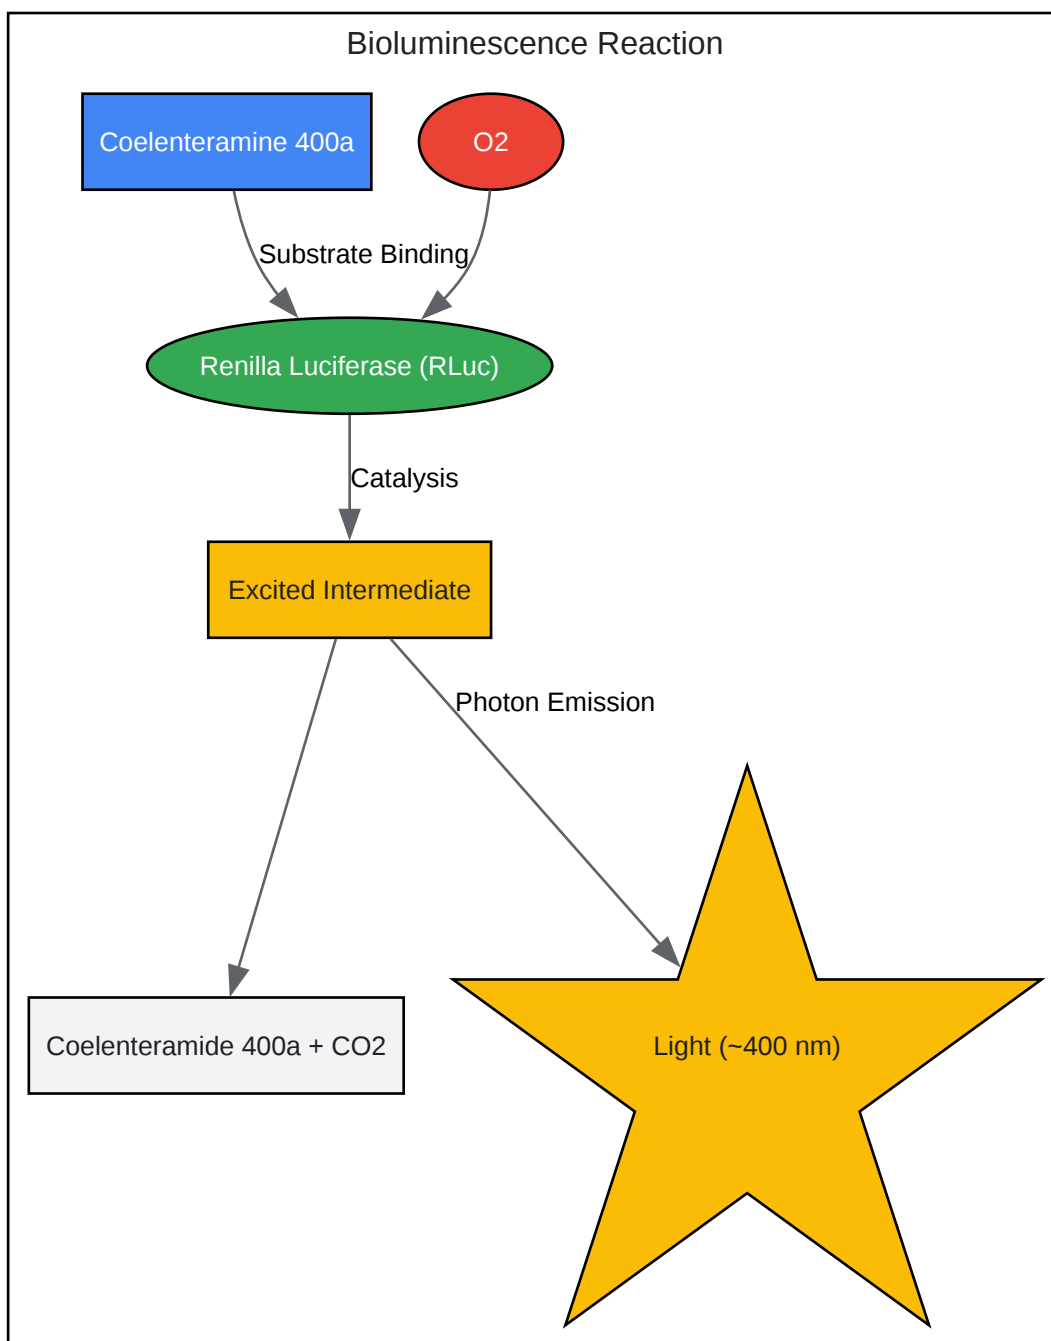 Bioluminescence Reaction
Coelenteramine 400a
O2
Substrate Binding
Renilla Luciferase (RLuc)
Catalysis
Excited Intermediate
Photon Emission
Coelenteramide 400a + CO2
Light (~400 nm)